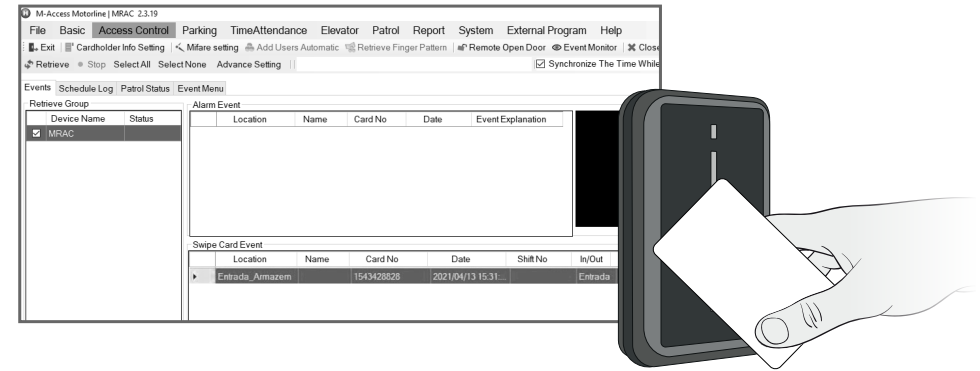 M-Access Motorline | MRAC 2.3.19
File Basic Access Control Parking TimeAttendance Elevator Patrol Report System External Program Help
Exit Cardholder Info Setting Mifare setting Add Users Automatic Retrieve Finger Pattern Remote Open Door Event Monitor Close
Retrieve Stop Select All Select None Advance Setting Synchronize The Time While
Events Schedule Log Patrol Status Event Menu
Retrieve Group Alarm Event
Device Name Status Location Name Card No Date Event Explanation
MRAC
Swipe Card Event
Location Name Card No Date Shift No In/Out
Entrada_Armazem 1543428828 2021/04/13 15:31:... Entrada